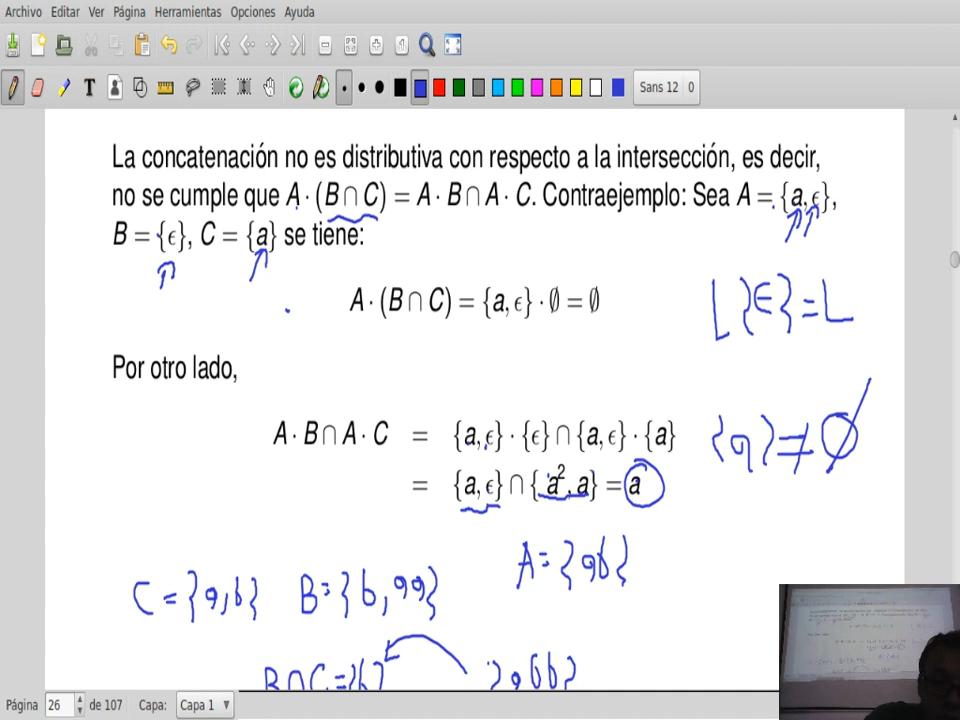 Archivo Editar Ver Página Herramientas Opciones Ayuda
T Sans 12 0
La concatenación no es distributiva con respecto a la intersección, es decir,
no se cumple que A · (B ∩ C) = A · B ∩ A · C. Contraejemplo: Sea A = {a, ϵ},
B = {ϵ}, C = {a} se tiene:
A · (B ∩ C) = {a, ϵ} · ∅ = ∅
L {ϵ} = L
Por otro lado,
A · B ∩ A · C = {a, ϵ} · {ϵ} ∩ {a, ϵ} · {a}
{a} ≠ ∅
= {a, ϵ} ∩ { a², a} = a
A = {ab}
C = {a, b} B = {b, aa}
B ∩ C = {b}
{abb}
Página 26 de 107 Capa: Capa 1